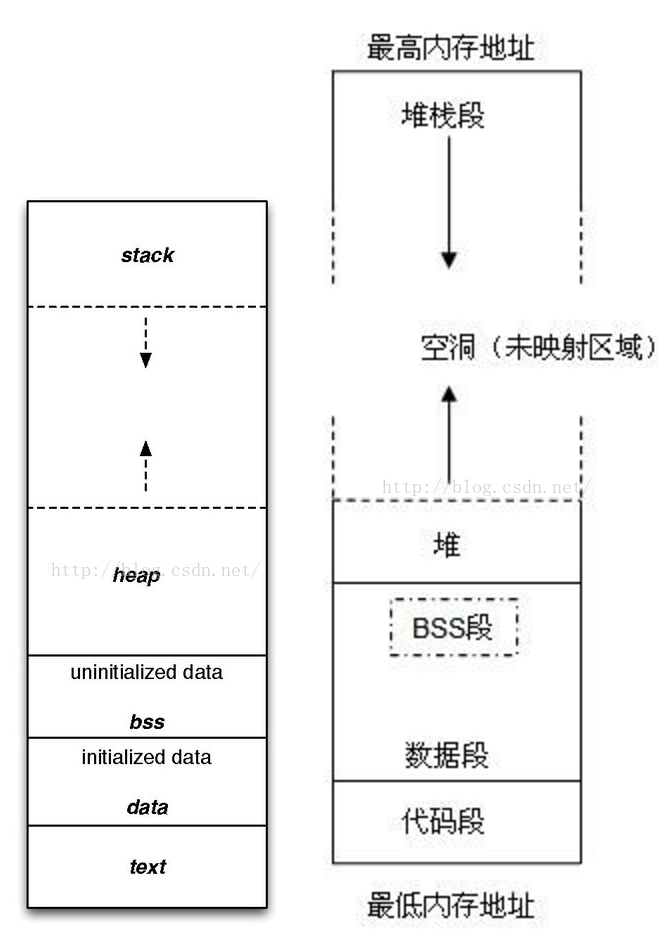 stack
http://blog.csdn.net/
heap
uninitialized data
bss
initialized data
data
text
最高内存地址
堆栈段
空洞（未映射区域）
http://blog.csdn.net/
堆
BSS段
数据段
代码段
最低内存地址